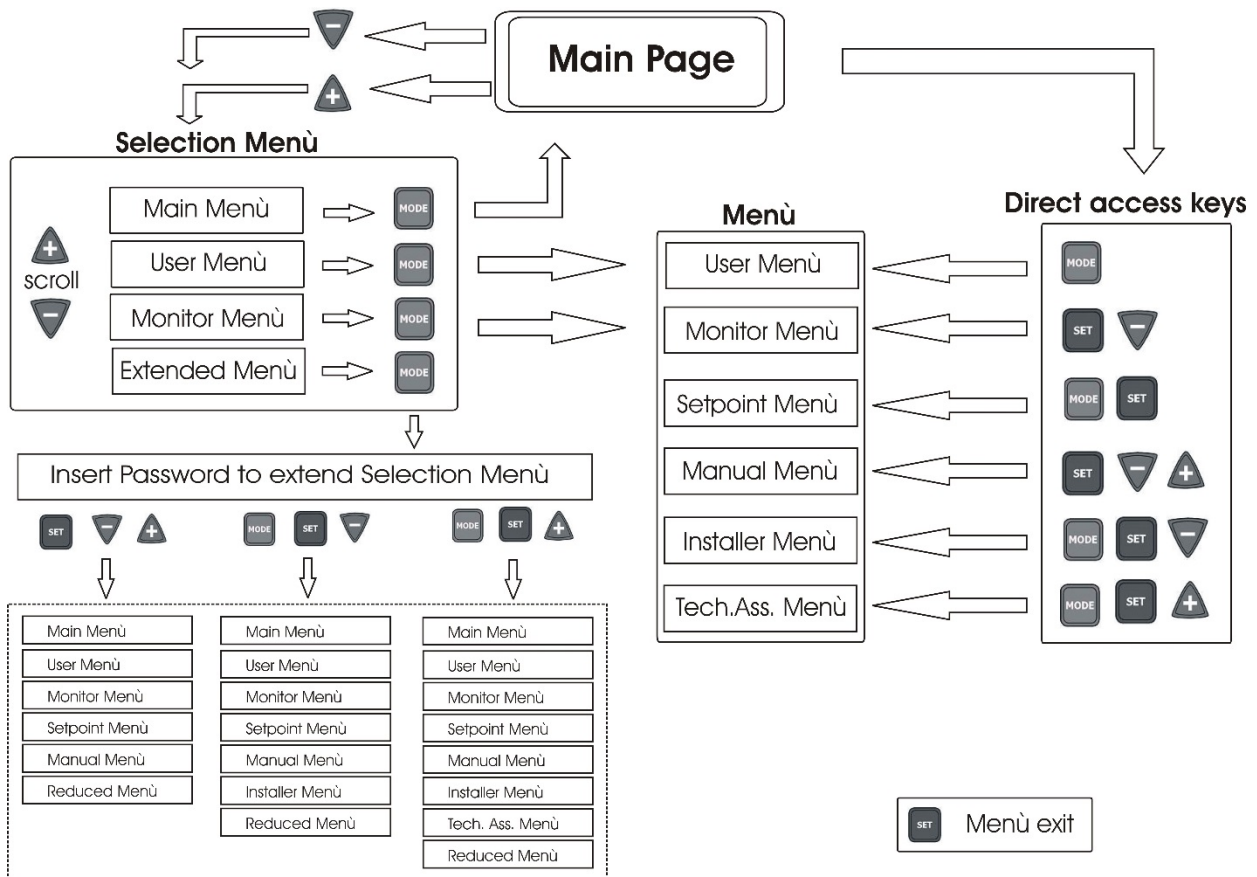 Main Page
Selection Menù
Main Menù
MODE
User Menù
MODE
scroll
Monitor Menù
MODE
Extended Menù
MODE
Insert Password to extend Selection Menù
SET
MODE
SET
MODE
SET
Main Menù
User Menù
Monitor Menù
Setpoint Menù
Manual Menù
Reduced Menù
Main Menù
User Menù
Monitor Menù
Setpoint Menù
Manual Menù
Installer Menù
Reduced Menù
Main Menù
User Menù
Monitor Menù
Setpoint Menù
Manual Menù
Installer Menù
Tech. Ass. Menù
Reduced Menù
Menù
User Menù
Monitor Menù
Setpoint Menù
Manual Menù
Installer Menù
Tech.Ass. Menù
Direct access keys
MODE
SET
MODE SET
SET
MODE SET
MODE SET
SET Menù exit